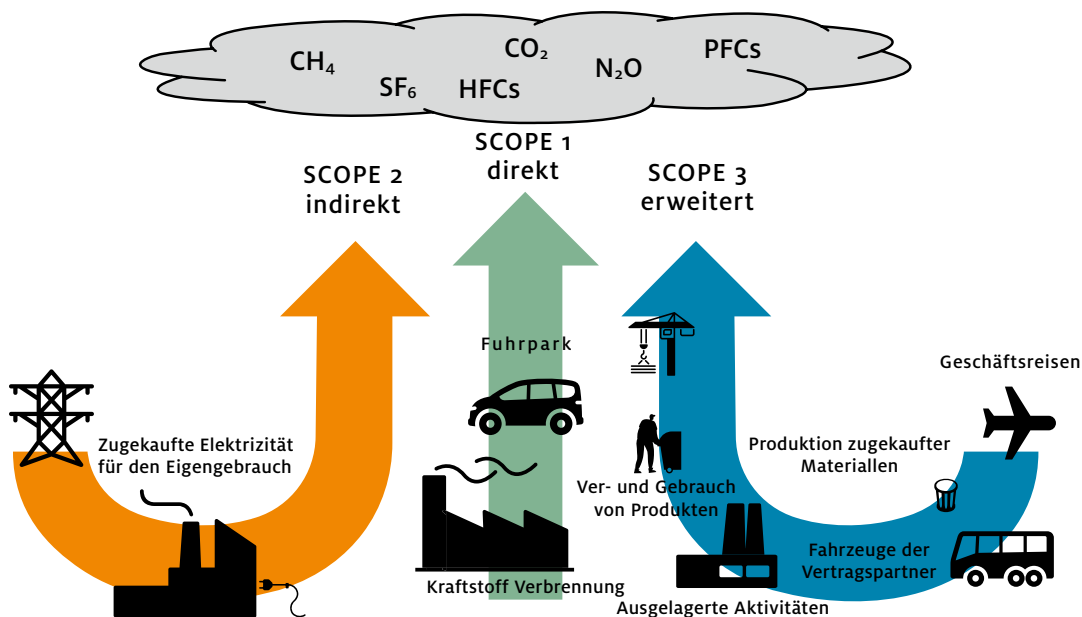 CH₄
SF₆
CO₂
HFCs
N₂O
PFCs
SCOPE 2
indirekt
SCOPE 1
direkt
SCOPE 3
erweitert
Zugekaufte Elektrizität
für den Eigengebrauch
Fuhrpark
Kraftstoff Verbrennung
Geschäftsreisen
Produktion zugekaufter
Materiallen
Ver- und Gebrauch
von Produkten
Fahrzeuge der
Vertragspartner
Ausgelagerte Aktivitäten